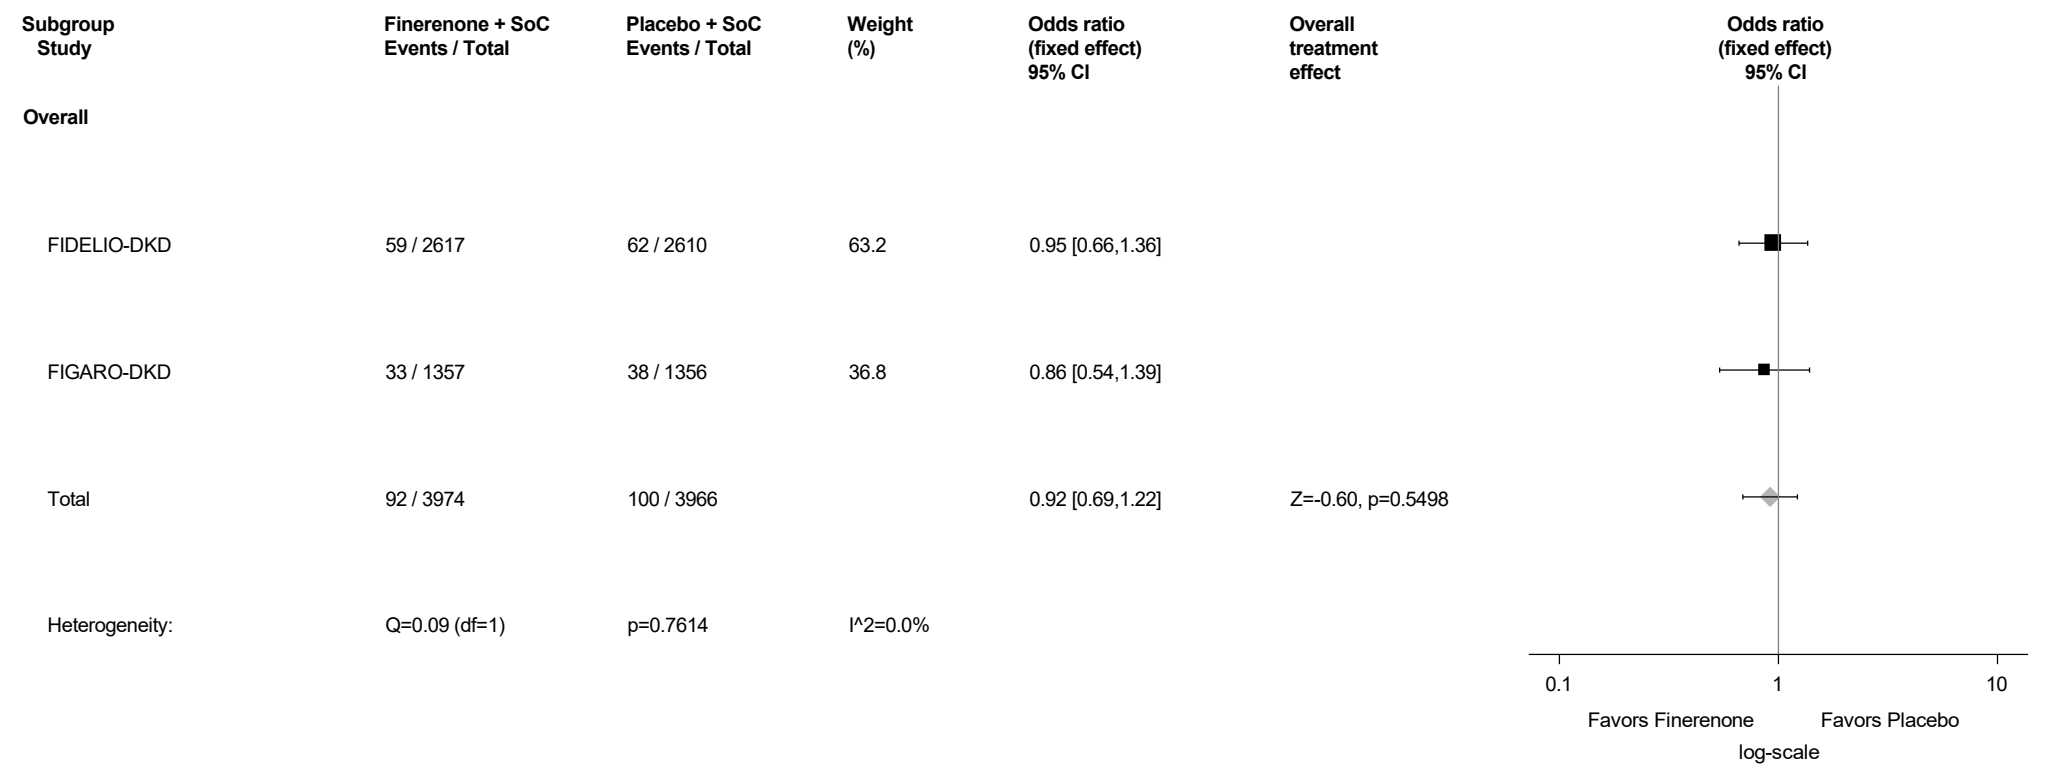 Subgroup Finerenone + SoC Placebo + SoC Weight Odds ratio Overall Odds ratio
Study Events / Total Events / Total (%) (fixed effect) treatment (fixed effect)
95% CI effect 95% CI
Overall
FIDELIO-DKD 59 / 2617 62 / 2610 63.2 0.95 [0.66,1.36]
FIGARO-DKD 33 / 1357 38 / 1356 36.8 0.86 [0.54,1.39]
Total 92 / 3974 100 / 3966 0.92 [0.69,1.22] Z=-0.60, p=0.5498
Heterogeneity: Q=0.09 (df=1) p=0.7614 I^2=0.0%
0.1 1 10
Favors Finerenone Favors Placebo
log-scale